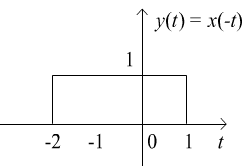 y(t) = x(-t)
1
-2 -1 0 1 t